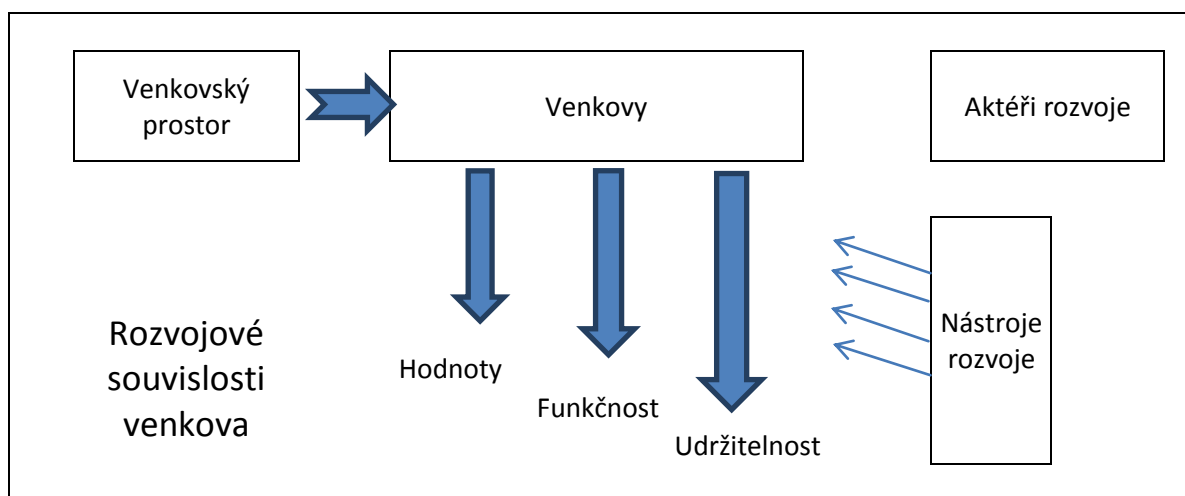 Venkovský
prostor
Venkovy
Aktéři rozvoje
Rozvojové
souvislosti
venkova
Hodnoty
Funkčnost
Udržitelnost
Nástroje
rozvoje